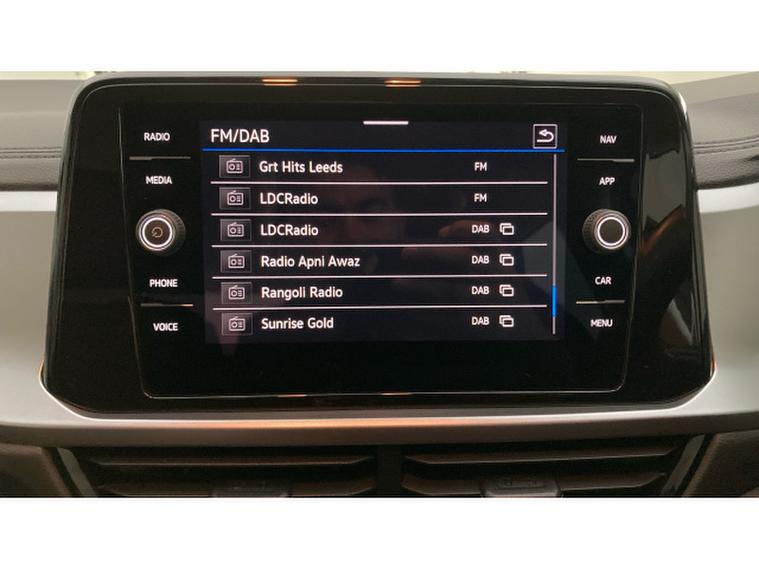 RADIO
MEDIA
PHONE
VOICE
FM/DAB
Grt Hits Leeds FM
LDCRadio FM
LDCRadio DAB
Radio Apni Awaz DAB
Rangoli Radio DAB
Sunrise Gold DAB
NAV
APP
CAR
MENU